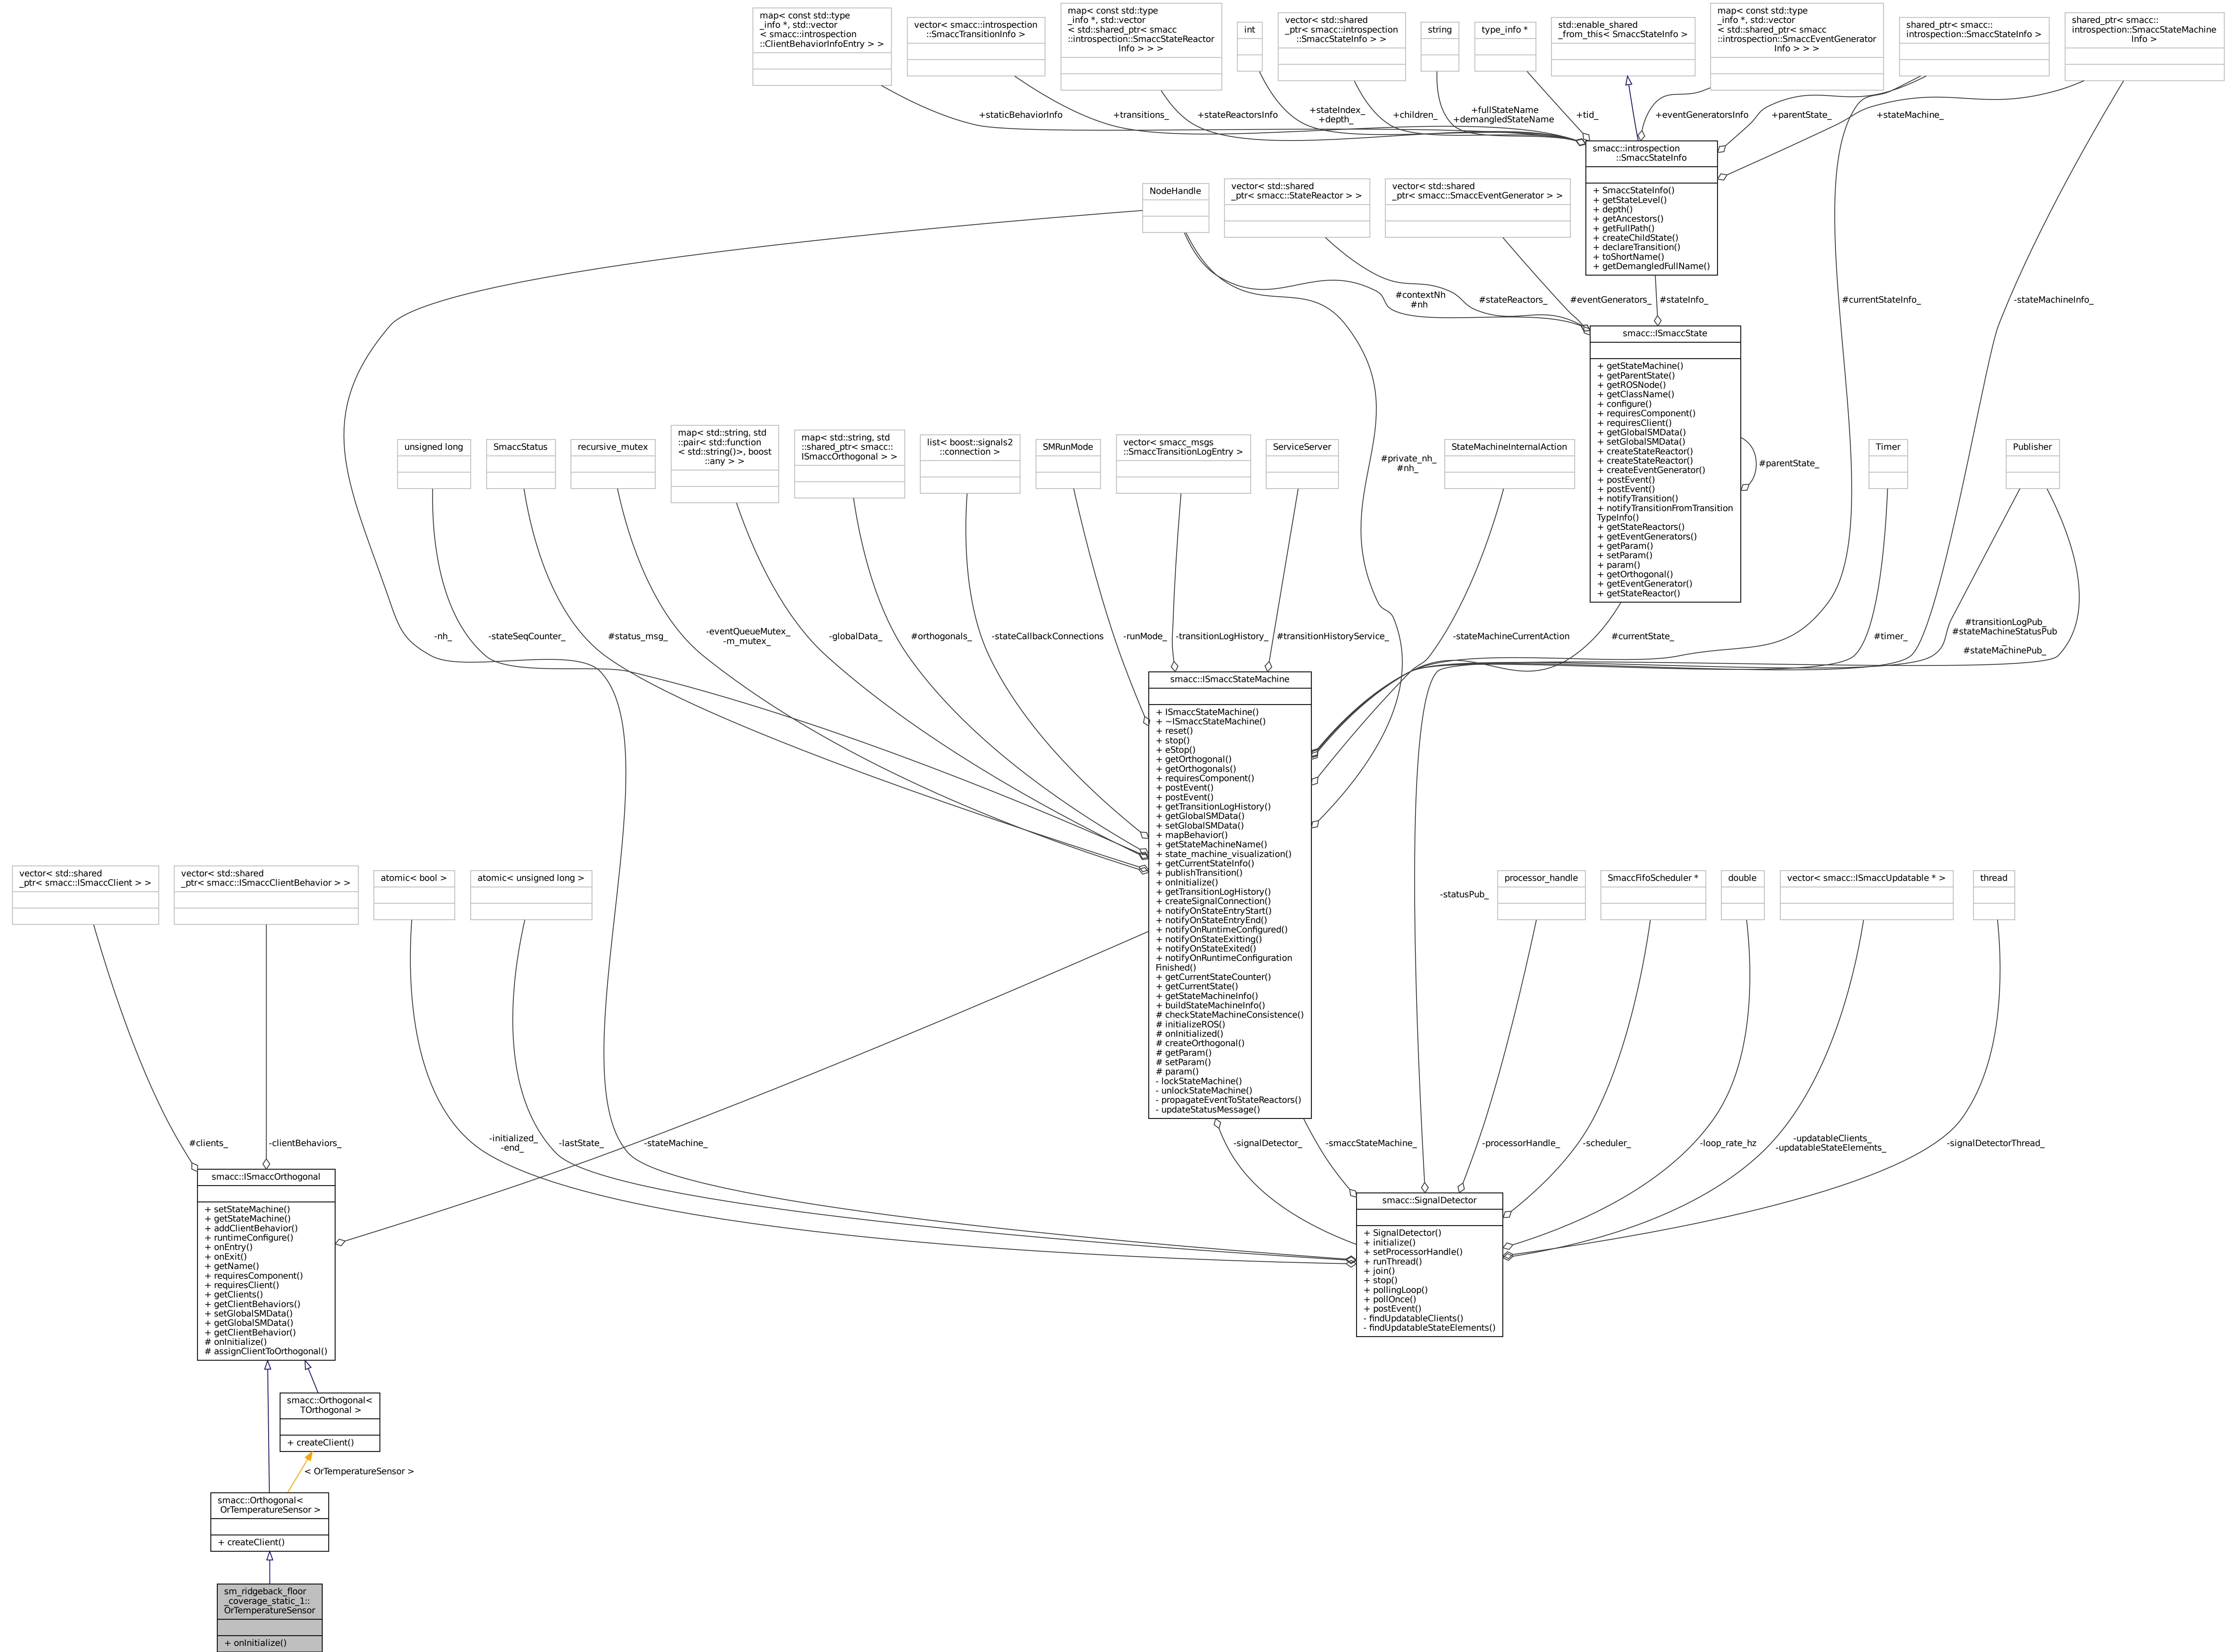 map< const std::type
_info *, std::vector
< smacc::introspection
::ClientBehaviorInfoEntry > >
vector< smacc::introspection
::SmaccTransitionInfo >
map< const std::type
_info *, std::vector
< std::shared_ptr< smacc
::introspection::SmaccStateReactor
Info > > >
int
vector< std::shared
_ptr< smacc::introspection
::SmaccStateInfo > >
string
type_info *
std::enable_shared
_from_this< SmaccStateInfo >
map< const std::type
_info *, std::vector
< std::shared_ptr< smacc
::introspection::SmaccEventGenerator
Info > > >
shared_ptr< smacc::
introspection::SmaccStateInfo >
shared_ptr< smacc::
introspection::SmaccStateMachine
Info >
+staticBehaviorInfo
+transitions_
+stateReactorsInfo
+stateIndex_
+depth_
+children_
+fullStateName
+demangledStateName
+tid_
+eventGeneratorsInfo
+parentState_
+stateMachine_
smacc::introspection
::SmaccStateInfo
+ SmaccStateInfo()
+ getStateLevel()
+ depth()
+ getAncestors()
+ getFullPath()
+ createChildState()
+ declareTransition()
+ toShortName()
+ getDemangledFullName()
NodeHandle
vector< std::shared
_ptr< smacc::StateReactor > >
vector< std::shared
_ptr< smacc::SmaccEventGenerator > >
#contextNh
#nh
#stateReactors_
#eventGenerators_
#stateInfo_
#currentStateInfo_
-stateMachineInfo_
smacc::ISmaccState
+ getStateMachine()
+ getParentState()
+ getROSNode()
+ getClassName()
+ configure()
+ requiresComponent()
+ requiresClient()
+ getGlobalSMData()
+ setGlobalSMData()
+ createStateReactor()
+ createStateReactor()
+ createEventGenerator()
+ postEvent()
+ postEvent()
+ notifyTransition()
+ notifyTransitionFromTransition
TypeInfo()
+ getStateReactors()
+ getEventGenerators()
+ getParam()
+ setParam()
+ param()
+ getOrthogonal()
+ getEventGenerator()
+ getStateReactor()
#parentState_
unsigned long
SmaccStatus
recursive_mutex
map< std::string, std
::pair< std::function
< std::string()>, boost
::any > >
map< std::string, std
::shared_ptr< smacc::
ISmaccOrthogonal > >
list< boost::signals2
::connection >
SMRunMode
vector< smacc_msgs
::SmaccTransitionLogEntry >
ServiceServer
#private_nh_
#nh_
StateMachineInternalAction
Timer
Publisher
-nh_
-stateSeqCounter_
#status_msg_
-eventQueueMutex_
-m_mutex_
-globalData_
#orthogonals_
-stateCallbackConnections
-runMode_
-transitionLogHistory_
#transitionHistoryService_
-stateMachineCurrentAction
#currentState_
#timer_
#transitionLogPub_
#stateMachineStatusPub
_
#stateMachinePub_
smacc::ISmaccStateMachine
+ ISmaccStateMachine()
+ ~ISmaccStateMachine()
+ reset()
+ stop()
+ eStop()
+ getOrthogonal()
+ getOrthogonals()
+ requiresComponent()
+ postEvent()
+ postEvent()
+ getTransitionLogHistory()
+ getGlobalSMData()
+ setGlobalSMData()
+ mapBehavior()
+ getStateMachineName()
+ state_machine_visualization()
+ getCurrentStateInfo()
+ publishTransition()
+ onInitialize()
+ getTransitionLogHistory()
+ createSignalConnection()
+ notifyOnStateEntryStart()
+ notifyOnStateEntryEnd()
+ notifyOnRuntimeConfigured()
+ notifyOnStateExitting()
+ notifyOnStateExited()
+ notifyOnRuntimeConfiguration
Finished()
+ getCurrentStateCounter()
+ getCurrentState()
+ getStateMachineInfo()
+ buildStateMachineInfo()
# checkStateMachineConsistence()
# initializeROS()
# onInitialized()
# createOrthogonal()
# getParam()
# setParam()
# param()
- lockStateMachine()
- unlockStateMachine()
- propagateEventToStateReactors()
- updateStatusMessage()
vector< std::shared
_ptr< smacc::ISmaccClient > >
vector< std::shared
_ptr< smacc::ISmaccClientBehavior > >
atomic< bool >
atomic< unsigned long >
-statusPub_
processor_handle
SmaccFifoScheduler *
double
vector< smacc::ISmaccUpdatable * >
thread
#clients_
-clientBehaviors_
-initialized_
-end_
-lastState_
-stateMachine_
-signalDetector_
-smaccStateMachine_
-processorHandle_
-scheduler_
-loop_rate_hz
-updatableClients_
-updatableStateElements_
-signalDetectorThread_
smacc::ISmaccOrthogonal
+ setStateMachine()
+ getStateMachine()
+ addClientBehavior()
+ runtimeConfigure()
+ onEntry()
+ onExit()
+ getName()
+ requiresComponent()
+ requiresClient()
+ getClients()
+ getClientBehaviors()
+ setGlobalSMData()
+ getGlobalSMData()
+ getClientBehavior()
# onInitialize()
# assignClientToOrthogonal()
smacc::SignalDetector
+ SignalDetector()
+ initialize()
+ setProcessorHandle()
+ runThread()
+ join()
+ stop()
+ pollingLoop()
+ pollOnce()
+ postEvent()
- findUpdatableClients()
- findUpdatableStateElements()
smacc::Orthogonal<
TOrthogonal >
+ createClient()
< OrTemperatureSensor >
smacc::Orthogonal<
OrTemperatureSensor >
+ createClient()
sm_ridgeback_floor
_coverage_static_1::
OrTemperatureSensor
+ onInitialize()